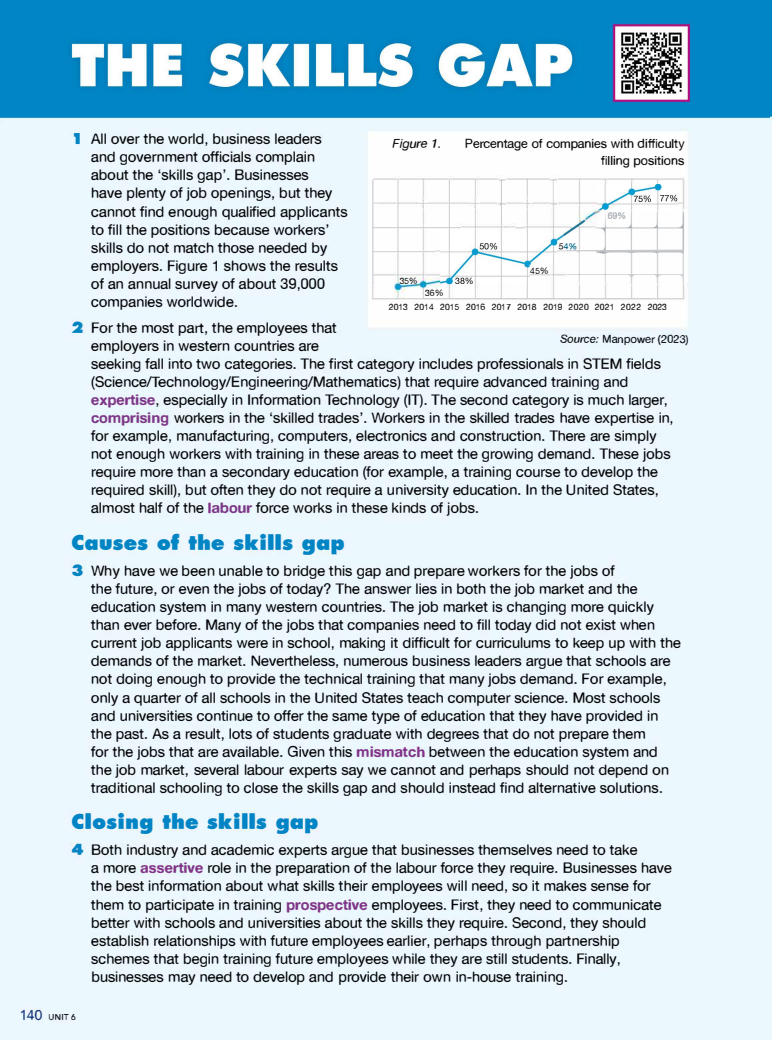 THE SKILLS GAP
1 All over the world, business leaders
and government officials complain
about the ‘skills gap’. Businesses
have plenty of job openings, but they
cannot find enough qualified applicants
to fill the positions because workers’
skills do not match those needed by
employers. Figure 1 shows the results
of an annual survey of about 39,000
companies worldwide.
Figure 1. Percentage of companies with difficulty
filling positions
35%
36%
38%
50%
45%
54%
69%
75% 77%
2013 2014 2015 2016 2017 2018 2019 2020 2021 2022 2023
Source: Manpower (2023)
2 For the most part, the employees that
employers in western countries are
seeking fall into two categories. The first category includes professionals in STEM fields
(Science/Technology/Engineering/Mathematics) that require advanced training and
expertise, especially in Information Technology (IT). The second category is much larger,
comprising workers in the ‘skilled trades’. Workers in the skilled trades have expertise in,
for example, manufacturing, computers, electronics and construction. There are simply
not enough workers with training in these areas to meet the growing demand. These jobs
require more than a secondary education (for example, a training course to develop the
required skill), but often they do not require a university education. In the United States,
almost half of the labour force works in these kinds of jobs.
Causes of the skills gap
3 Why have we been unable to bridge this gap and prepare workers for the jobs of
the future, or even the jobs of today? The answer lies in both the job market and the
education system in many western countries. The job market is changing more quickly
than ever before. Many of the jobs that companies need to fill today did not exist when
current job applicants were in school, making it difficult for curriculums to keep up with the
demands of the market. Nevertheless, numerous business leaders argue that schools are
not doing enough to provide the technical training that many jobs demand. For example,
only a quarter of all schools in the United States teach computer science. Most schools
and universities continue to offer the same type of education that they have provided in
the past. As a result, lots of students graduate with degrees that do not prepare them
for the jobs that are available. Given this mismatch between the education system and
the job market, several labour experts say we cannot and perhaps should not depend on
traditional schooling to close the skills gap and should instead find alternative solutions.
Closing the skills gap
4 Both industry and academic experts argue that businesses themselves need to take
a more assertive role in the preparation of the labour force they require. Businesses have
the best information about what skills their employees will need, so it makes sense for
them to participate in training prospective employees. First, they need to communicate
better with schools and universities about the skills they require. Second, they should
establish relationships with future employees earlier, perhaps through partnership
schemes that begin training future employees while they are still students. Finally,
businesses may need to develop and provide their own in-house training.
140 UNIT 6